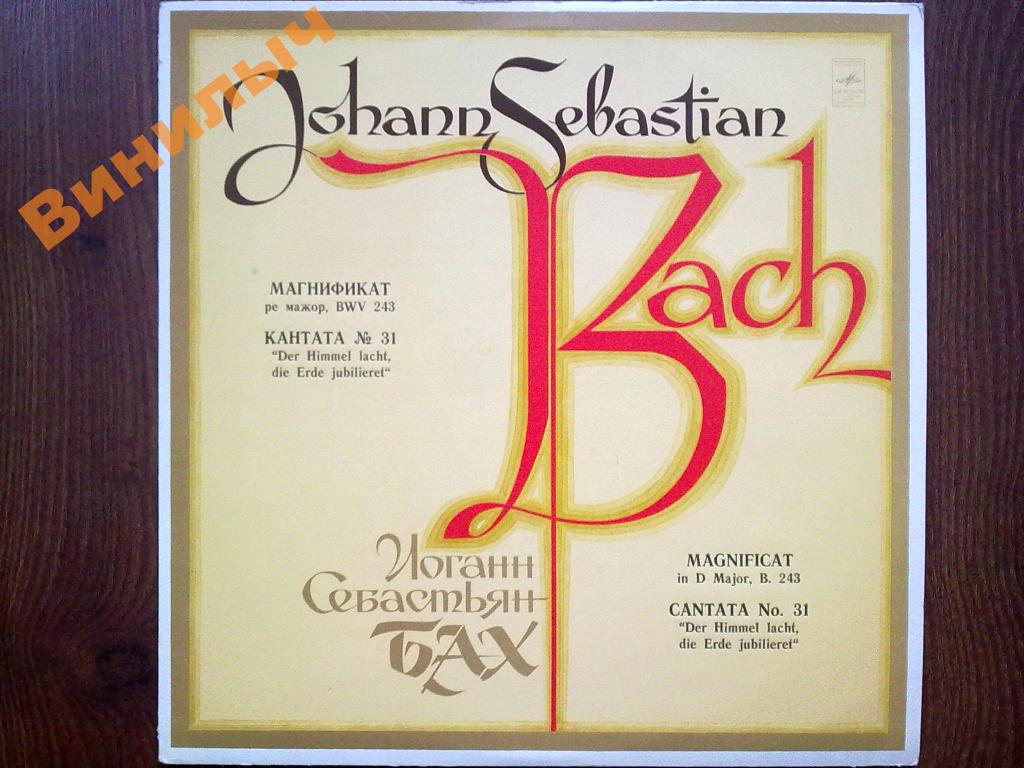 Винилыч
Johann Sebastian
Bach
МАГНИФИКАТ
ре мажор, BWV 243
КАНТАТА № 31
“Der Himmel lacht,
die Erde jubilieret“
Иоганн
Себастьян
БАХ
MAGNIFICAT
in D Major, B. 243
CANTATA No. 31
“Der Himmel lacht,
die Erde jubilieret“